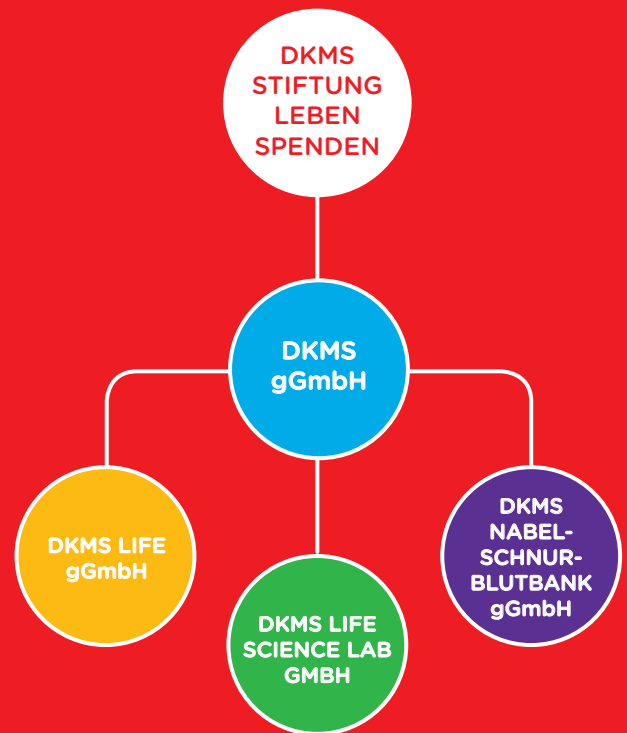 DKMS
STIFTUNG
LEBEN
SPENDEN
DKMS
gGmbH
DKMS LIFE
gGmbH
DKMS LIFE
SCIENCE LAB
GMBH
DKMS
NABEL-
SCHNUR-
BLUTBANK
gGmbH